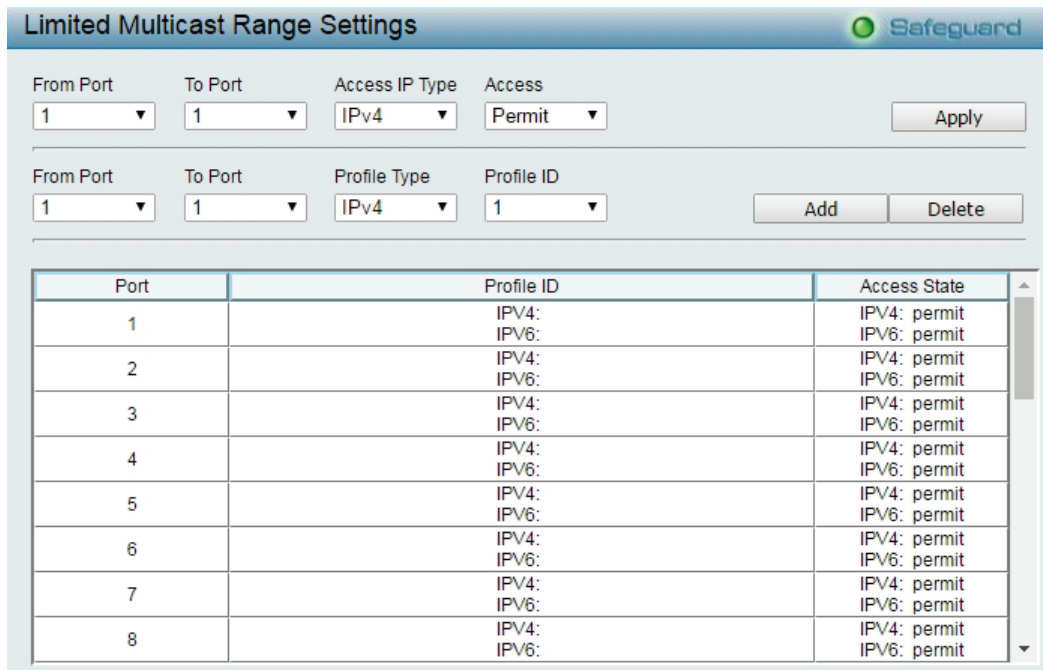 Limited Multicast Range Settings
Safeguard
From Port To Port Access IP Type Access
1 1 IPv4 Permit Apply
From Port To Port Profile Type Profile ID
1 1 IPv4 1 Add Delete
Port Profile ID Access State
1 IPV4: IPV4: permit
IPV6: IPV6: permit
2 IPV4: IPV4: permit
IPV6: IPV6: permit
3 IPV4: IPV4: permit
IPV6: IPV6: permit
4 IPV4: IPV4: permit
IPV6: IPV6: permit
5 IPV4: IPV4: permit
IPV6: IPV6: permit
6 IPV4: IPV4: permit
IPV6: IPV6: permit
7 IPV4: IPV4: permit
IPV6: IPV6: permit
8 IPV4: IPV4: permit
IPV6: IPV6: permit